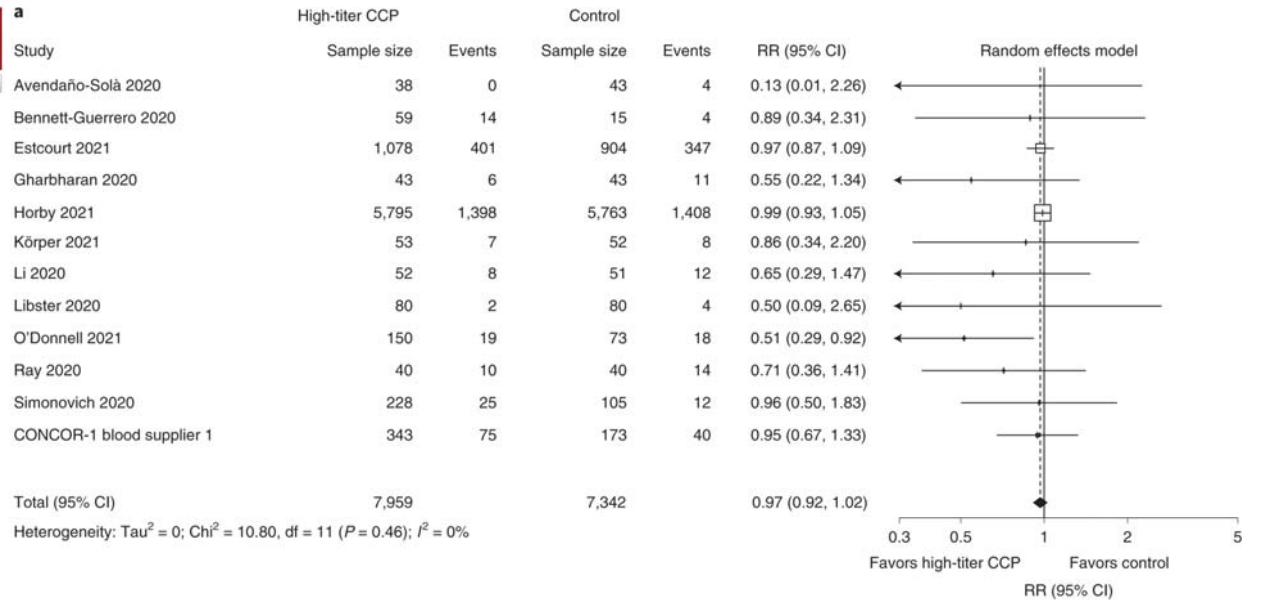 a
High-titer CCP Control
Study Sample size Events Sample size Events RR (95% CI) Random effects model
Avendaño-Solà 2020 38 0 43 4 0.13 (0.01, 2.26)
Bennett-Guerrero 2020 59 14 15 4 0.89 (0.34, 2.31)
Estcourt 2021 1,078 401 904 347 0.97 (0.87, 1.09)
Gharbharan 2020 43 6 43 11 0.55 (0.22, 1.34)
Horby 2021 5,795 1,398 5,763 1,408 0.99 (0.93, 1.05)
Körper 2021 53 7 52 8 0.86 (0.34, 2.20)
Li 2020 52 8 51 12 0.65 (0.29, 1.47)
Libster 2020 80 2 80 4 0.50 (0.09, 2.65)
O'Donnell 2021 150 19 73 18 0.51 (0.29, 0.92)
Ray 2020 40 10 40 14 0.71 (0.36, 1.41)
Simonovich 2020 228 25 105 12 0.96 (0.50, 1.83)
CONCOR-1 blood supplier 1 343 75 173 40 0.95 (0.67, 1.33)
Total (95% CI) 7,959 7,342 0.97 (0.92, 1.02)
Heterogeneity: Tau² = 0; Chi² = 10.80, df = 11 (P = 0.46); I² = 0%
0.3 0.5 1 2 5
Favors high-titer CCP Favors control
RR (95% CI)